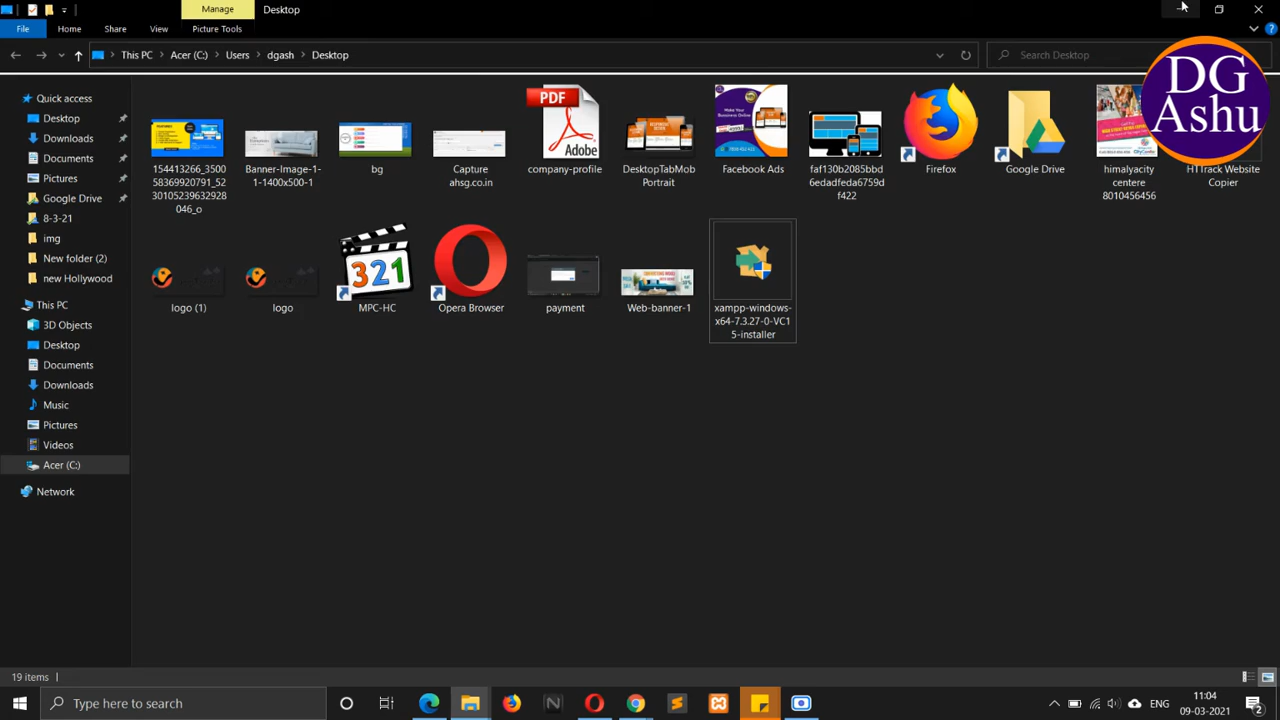 Manage
Desktop
File
Home
Share
View
Picture Tools
This PC
Acer (C:)
Users
dgash
Desktop
Search Desktop
DG
Ashu
Quick access
Desktop
Downloads
Documents
Pictures
Google Drive
8-3-21
img
New folder (2)
new Hollywood
This PC
3D Objects
Desktop
Documents
Downloads
Music
Pictures
Videos
Acer (C:)
Network
154413266_3500
58369920791_52
30105239632928
046_o
Banner-Image-1-
1-1400x500-1
bg
Capture
ahsg.co.in
PDF
Adobe
company-profile
DesktopTabMob
Portrait
Facebook Ads
faf130b2085bbd
6edadfeda6759d
f422
Firefox
Google Drive
himalyacity
centere
8010456456
HTTrack Website
Copier
logo (1)
logo
321
MPC-HC
Opera Browser
payment
Web-banner-1
xampp-windows-
x64-7.3.27-0-VC1
5-installer
19 items
Type here to search
ENG
11:04
09-03-2021
2